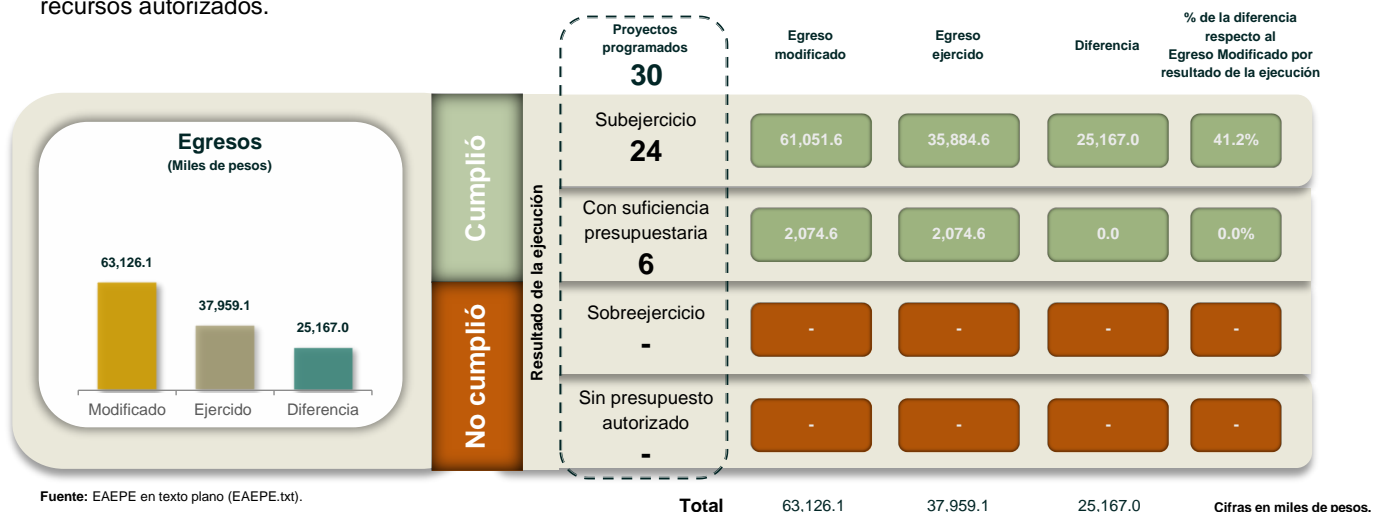 recursos autorizados.
Proyectos
programados
30
Egreso
modificado
Egreso
ejercido
Diferencia
% de la diferencia
respecto al
Egreso Modificado por
resultado de la ejecución
Egresos
(Miles de pesos)
63,126.1
37,959.1
25,167.0
Modificado
Ejercido
Diferencia
Cumplió
No cumplió
Resultado de la ejecución
Subejercicio
24
61,051.6
35,884.6
25,167.0
41.2%
Con suficiencia
presupuestaria
6
2,074.6
2,074.6
0.0
0.0%
Sobreejercicio
-
-
-
-
-
Sin presupuesto
autorizado
-
-
-
-
-
Fuente: EAEPE en texto plano (EAEPE.txt).
Total
63,126.1
37,959.1
25,167.0
Cifras en miles de pesos.